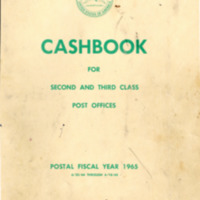 CASHBOOK
FOR
SECOND AND THIRD CLASS
POST OFFICES
POSTAL FISCAL YEAR 1965